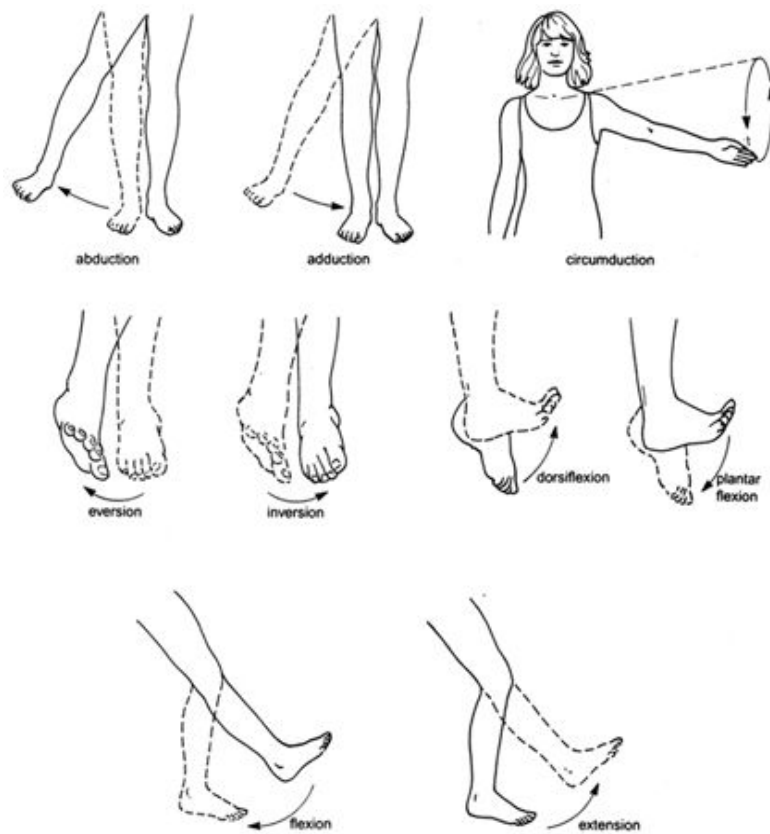 abduction
adduction
circumduction
eversion
inversion
dorsiflexion
plantar
flexion
flexion
extension